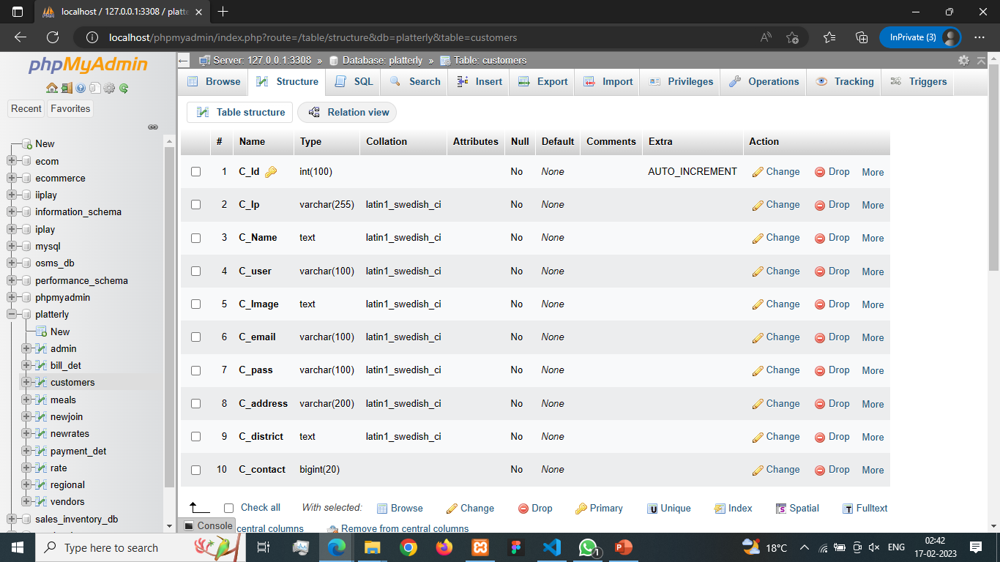 localhost / 127.0.0.1:3308 / platte
localhost/phpmyadmin/index.php?route=/table/structure&db=platterly&table=customers
InPrivate (3)
phpMyAdmin
Recent Favorites
New
ecom
ecommerce
iiplay
information_schema
iplay
mysql
osms_db
performance_schema
phpmyadmin
platterly
New
admin
bill_det
customers
meals
newjoin
newrates
payment_det
rate
regional
vendors
sales_inventory_db
Server: 127.0.0.1:3308 » Database: platterly » Table: customers
Browse Structure SQL Search Insert Export Import Privileges Operations Tracking Triggers
Table structure Relation view
# Name Type Collation Attributes Null Default Comments Extra Action
1 C_Id int(100) No None AUTO_INCREMENT Change Drop More
2 C_Ip varchar(255) latin1_swedish_ci No None Change Drop More
3 C_Name text latin1_swedish_ci No None Change Drop More
4 C_user varchar(100) latin1_swedish_ci No None Change Drop More
5 C_Image text latin1_swedish_ci No None Change Drop More
6 C_email varchar(100) latin1_swedish_ci No None Change Drop More
7 C_pass varchar(100) latin1_swedish_ci No None Change Drop More
8 C_address varchar(200) latin1_swedish_ci No None Change Drop More
9 C_district text latin1_swedish_ci No None Change Drop More
10 C_contact bigint(20) No None Change Drop More
Check all With selected: Browse Change Drop Primary Unique Index Spatial Fulltext
Console central columns Remove from central columns
Type here to search
1
18°C
ENG
02:42
17-02-2023